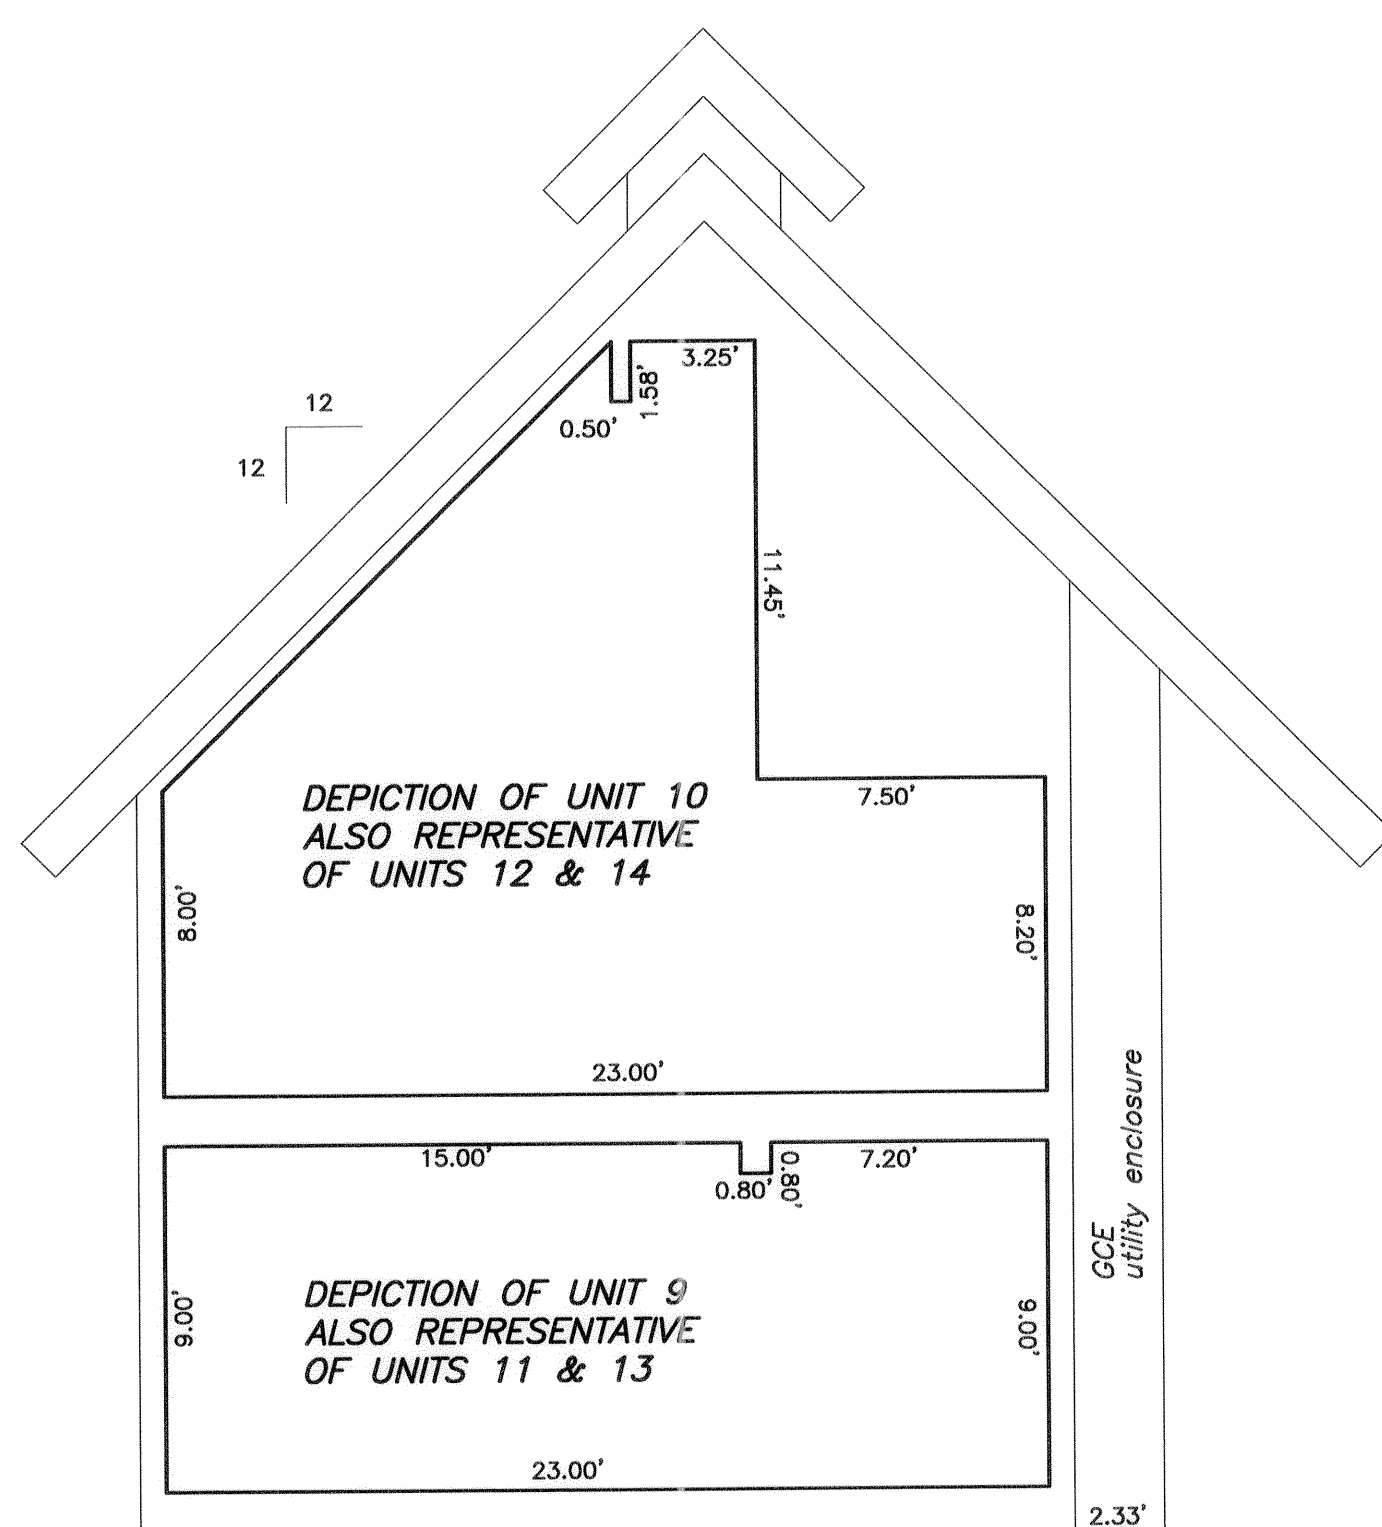 3.25'
1.58'
0.50'
12
12
11.45'
7.50'
DEPICTION OF UNIT 10
ALSO REPRESENTATIVE
OF UNITS 12 & 14
8.00'
8.20'
23.00'
15.00'
0.80'
0.80'
7.20'
GCE
utility enclosure
DEPICTION OF UNIT 9
ALSO REPRESENTATIVE
OF UNITS 11 & 13
9.00'
9.00'
23.00'
2.33'